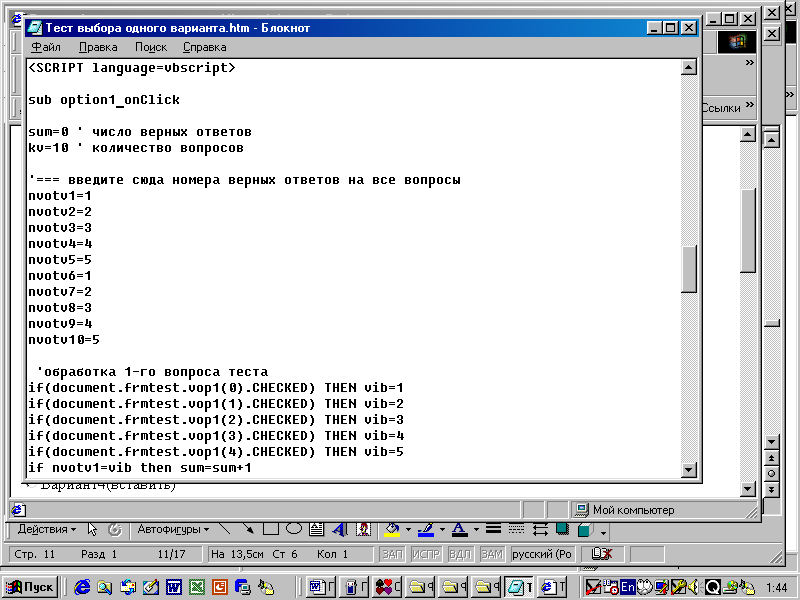 Тест выбора одного варианта.htm - Блокнот
Файл Правка Поиск Справка
<SCRIPT language=vbscript>
sub option1_onClick
sum=0 ' число верных ответов
kv=10 ' количество вопросов
'=== введите сюда номера верных ответов на все вопросы
nvotv1=1
nvotv2=2
nvotv3=3
nvotv4=4
nvotv5=5
nvotv6=1
nvotv7=2
nvotv8=3
nvotv9=4
nvotv10=5
'обработка 1-го вопроса теста
if(document.frmtest.vop1(0).CHECKED) THEN vib=1
if(document.frmtest.vop1(1).CHECKED) THEN vib=2
if(document.frmtest.vop1(2).CHECKED) THEN vib=3
if(document.frmtest.vop1(3).CHECKED) THEN vib=4
if(document.frmtest.vop1(4).CHECKED) THEN vib=5
if nvotv1=vib then sum=sum+1
Ссылки »
Вариант4(вставить)
Мой компьютер
Действия Автофигуры
Стр. 11 Разд 1 11/17 На 13,5см Ст 6 Кол 1 ЗАП ИСПР ВДЛ ЗАМ русский (Ро
Пуск En 1:44